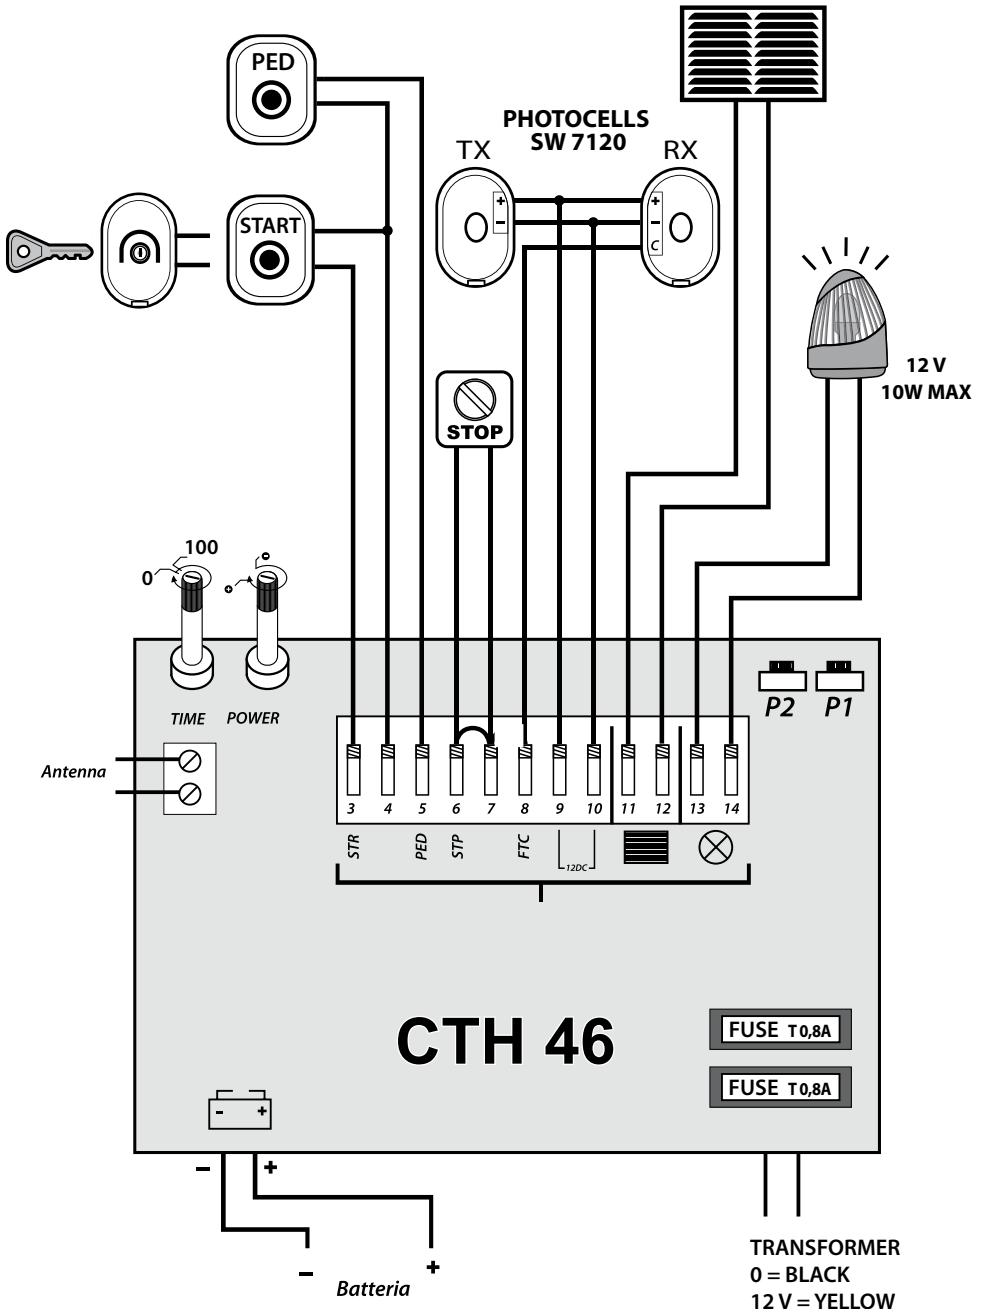 PED
PHOTOCELLS
SW 7120
TX
RX
+
-
+
-
C
START
12 V
10W MAX
STOP
100
0
TIME
POWER
P2
P1
Antenna
3
4
5
6
7
8
9
10
11
12
13
14
STR
PED
STP
FTC
12DC
CTH 46
FUSE T 0,8A
FUSE T 0,8A
- +
- +
- +
Batteria
TRANSFORMER
0 = BLACK
12 V = YELLOW